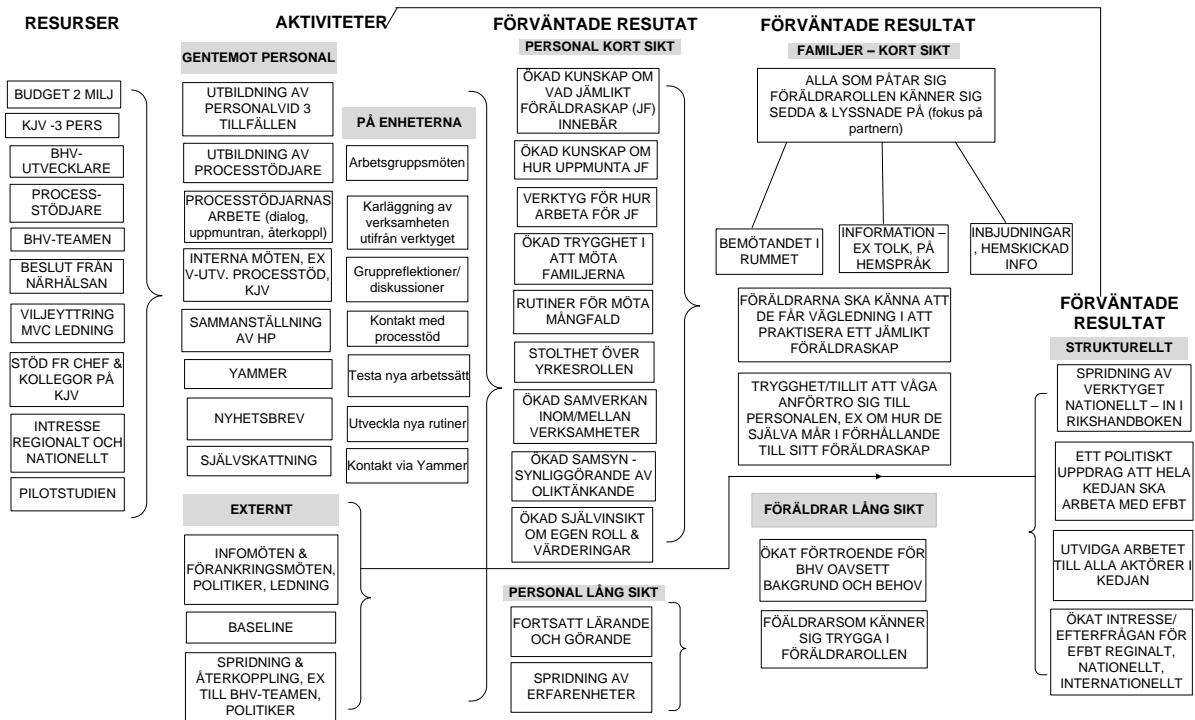 RESURSER
BUDGET 2 MILJ
KJV -3 PERS
BHV-
UTVECKLARE
PROCESS-
STÖDJARE
BHV-TEAMEN
BESLUT FRÅN
NÄRHÄLSAN
VILJEYTTRING
MVC LEDNING
STÖD FR CHEF &
KOLLEGOR PÅ
KJV
INTRESSE
REGIONALT OCH
NATIONELLT
PILOTSTUDIEN
AKTIVITETER
GENTEMOT PERSONAL
UTBILDNING AV
PERSONALVID 3
TILLFÄLLEN
UTBILDNING AV
PROCESSTÖDJARE
PROCESSTÖDJARNAS
ARBETE (dialog,
uppmuntran, återkoppl)
INTERNA MÖTEN, EX
V-UTV. PROCESSTÖD,
KJV
SAMMANSTÄLLNING
AV HP
YAMMER
NYHETSBREV
SJÄLVSKATTNING
EXTERNT
INFOMÖTEN &
FÖRANKRINGSMÖTEN,
POLITIKER, LEDNING
BASELINE
SPRIDNING &
ÅTERKOPPLING, EX
TILL BHV-TEAMEN,
POLITIKER
PÅ ENHETERNA
Arbetsgruppsmöten
Karläggning av
verksamheten
utifrån verktyget
Gruppreflektioner/
diskussioner
Kontakt med
processtöd
Testa nya arbetssätt
Utveckla nya rutiner
Kontakt via Yammer
FÖRVÄNTADE RESUTAT
PERSONAL KORT SIKT
ÖKAD KUNSKAP OM
VAD JÄMLIKT
FÖRÄLDRASKAP (JF)
INNEBÄR
ÖKAD KUNSKAP OM
HUR UPPMUNTA JF
VERKTYG FÖR HUR
ARBETA FÖR JF
ÖKAD TRYGGHET I
ATT MÖTA
FAMILJERNA
RUTINER FÖR MÖTA
MÅNGFALD
STOLTHET ÖVER
YRKESROLLEN
ÖKAD SAMVERKAN
INOM/MELLAN
VERKSAMHETER
ÖKAD SAMSYN -
SYNLIGGÖRANDE AV
OLIKTÄNKANDE
ÖKAD SJÄLVINSIKT
OM EGEN ROLL &
VÄRDERINGAR
PERSONAL LÅNG SIKT
FORTSATT LÄRANDE
OCH GÖRANDE
SPRIDNING AV
ERFARENHETER
FÖRVÄNTADE RESULTAT
FAMILJER – KORT SIKT
ALLA SOM PÅTAR SIG
FÖRÄLDRAROLLEN KÄNNER SIG
SEDDA & LYSSNADE PÅ (fokus på
partnern)
BEMÖTANDET I
RUMMET
INFORMATION –
EX TOLK, PÅ
HEMSPRÅK
INBJUDNINGAR
, HEMSKICKAD
INFO
FÖRÄLDRARNA SKA KÄNNA ATT
DE FÅR VÄGLEDNING I ATT
PRAKTISERA ETT JÄMLIKT
FÖRÄLDRASKAP
TRYGGHET/TILLIT ATT VÅGA
ANFÖRTRO SIG TILL
PERSONALEN, EX OM HUR DE
SJÄLVA MÅR I FÖRHÅLLANDE
TILL SITT FÖRÄLDRASKAP
FÖRÄLDRAR LÅNG SIKT
ÖKAT FÖRTROENDE FÖR
BHV OAVSETT
BAKGRUND OCH BEHOV
FÖÄLDRARSOM KÄNNER
SIG TRYGGA I
FÖRÄLDRAROLLEN
FÖRVÄNTADE
RESULTAT
STRUKTURELLT
SPRIDNING AV
VERKTYGET
NATIONELLT – IN I
RIKSHANDBOKEN
ETT POLITISKT
UPPDRAG ATT HELA
KEDJAN SKA
ARBETA MED EFBT
UTVIDGA ARBETET
TILL ALLA AKTÖRER I
KEDJAN
ÖKAT INTRESSE/
EFTERFRÅGAN FÖR
EFBT REGINALT,
NATIONELLT,
INTERNATIONELLT